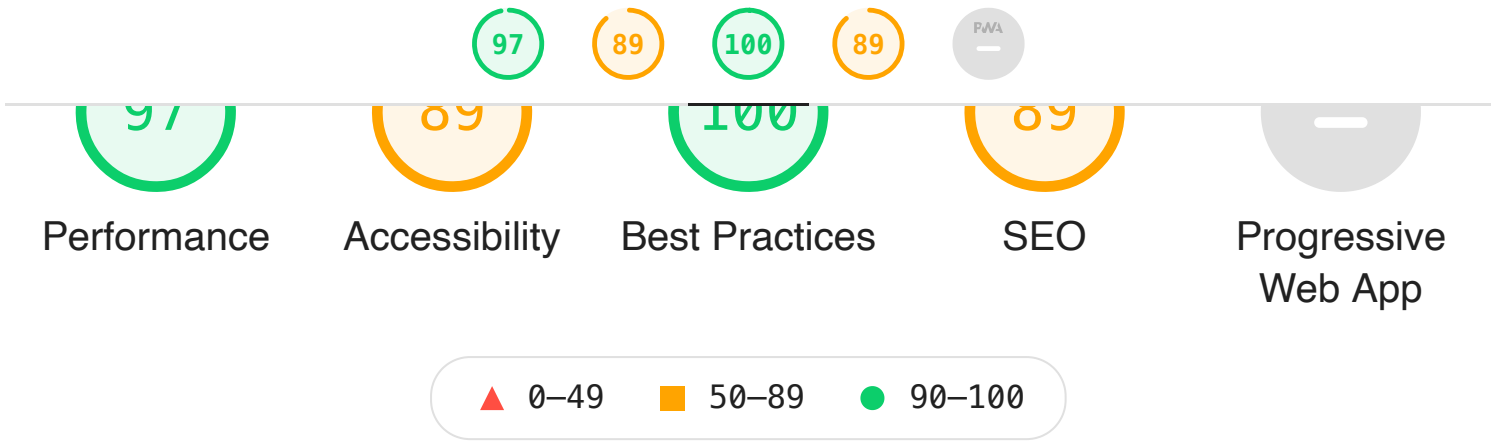 97 89 100 89 PWA
97 89 100 89
Performance Accessibility Best Practices SEO Progressive
Web App
0–49 50–89 90–100